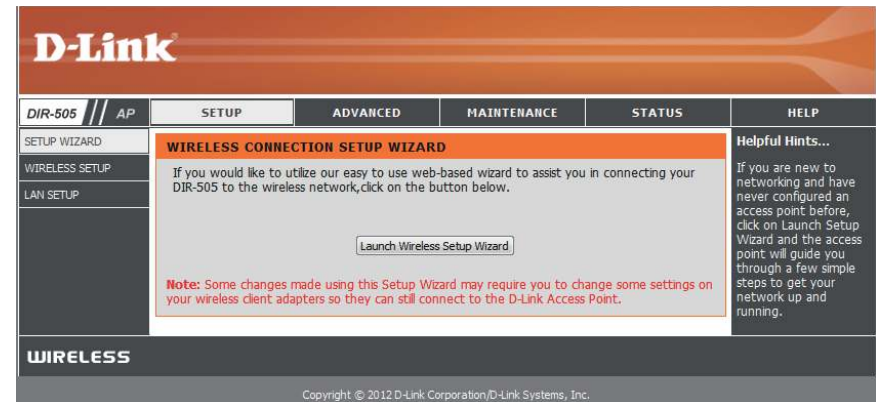 D-Link
DIR-505 // AP
SETUP
ADVANCED
MAINTENANCE
STATUS
HELP
SETUP WIZARD
WIRELESS SETUP
LAN SETUP
WIRELESS CONNECTION SETUP WIZARD
If you would like to utilize our easy to use web-based wizard to assist you in connecting your
DIR-505 to the wireless network,click on the button below.
Launch Wireless Setup Wizard
Note: Some changes made using this Setup Wizard may require you to change some settings on
your wireless client adapters so they can still connect to the D-Link Access Point.
Helpful Hints...
If you are new to
networking and have
never configured an
access point before,
click on Launch Setup
Wizard and the access
point will guide you
through a few simple
steps to get your
network up and
running.
WIRELESS
Copyright © 2012 D-Link Corporation/D-Link Systems, Inc.